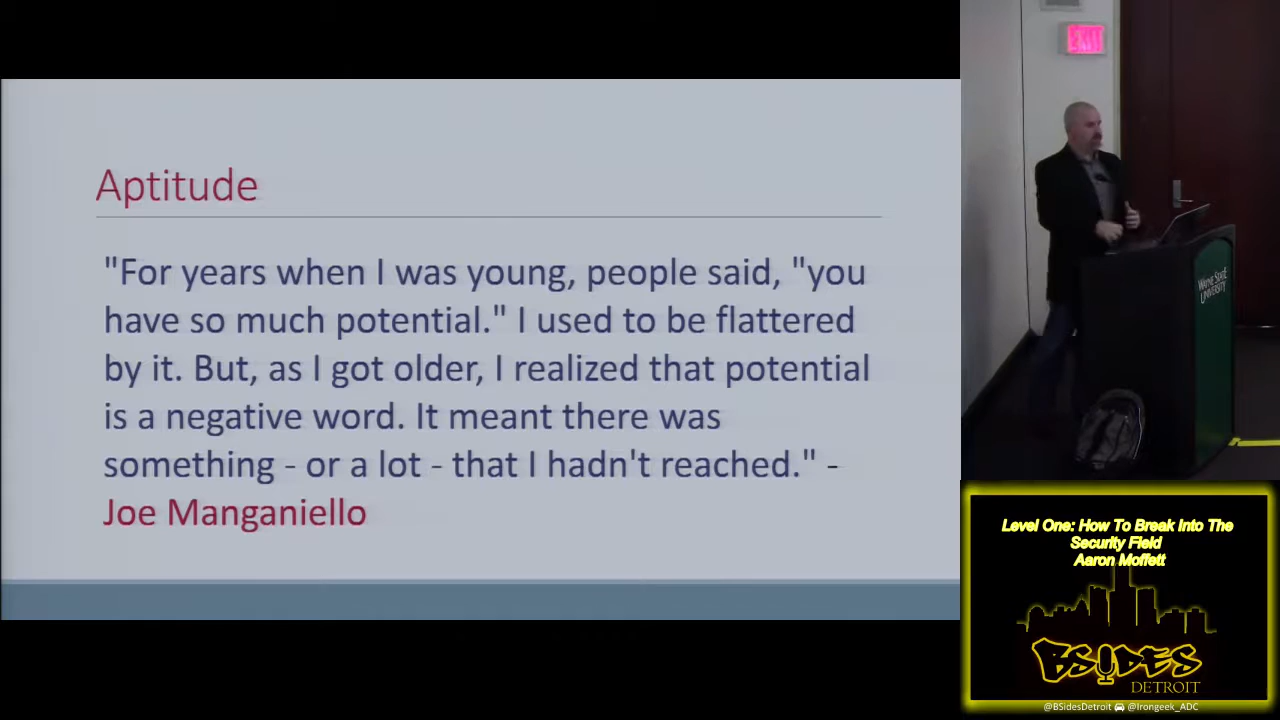 Aptitude
"For years when I was young, people said, "you
have so much potential." I used to be flattered
by it. But, as I got older, I realized that potential
is a negative word. It meant there was
something - or a lot - that I hadn't reached." -
Joe Manganiello
EXIT
WAYNE STATE
UNIVERSITY
Level One: How To Break Into The
Security Field
Aaron Moffett
BSIDES
DETROIT
@BSidesDetroit @Irongeek_ADC